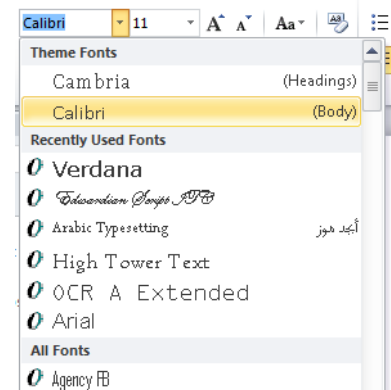 Calibri 11 A A Aa Aa
Theme Fonts
Cambria (Headings)
Calibri (Body)
Recently Used Fonts
Verdana
Edwardian Script ITC
Arabic Typesetting أبجد هوز
High Tower Text
OCR A Extended
Arial
All Fonts
Agency FB